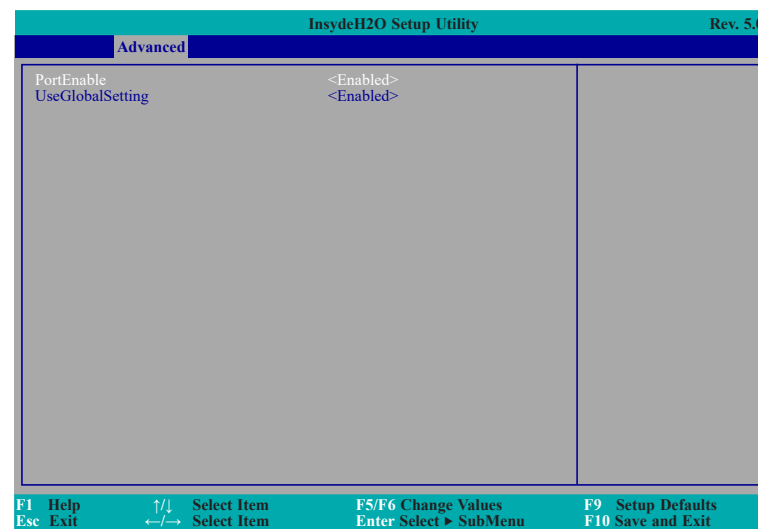 InsydeH2O Setup Utility Rev. 5.0
Advanced
PortEnable <Enabled>
UseGlobalSetting <Enabled>
F1 Help ↑/↓ Select Item F5/F6 Change Values F9 Setup Defaults
Esc Exit ←/→ Select Item Enter Select ▶ SubMenu F10 Save and Exit